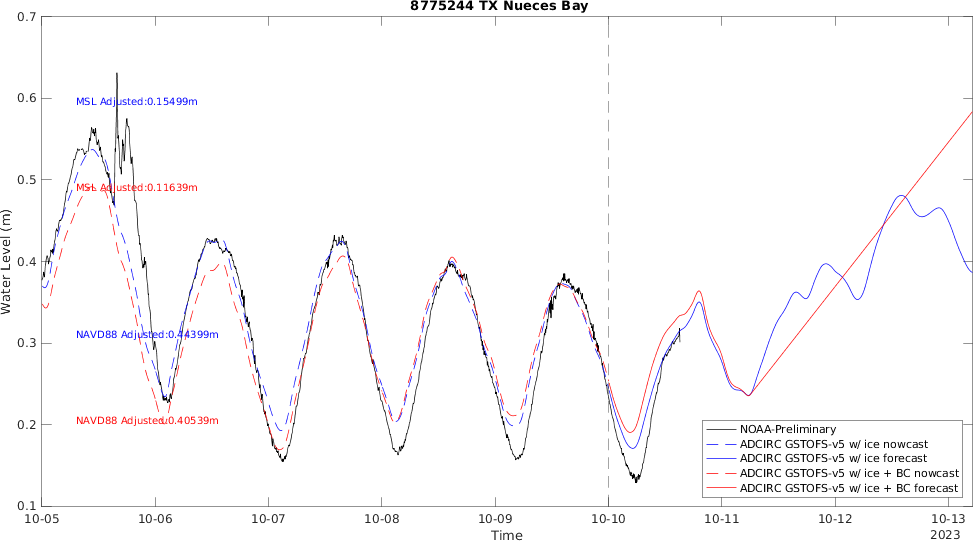 8775244 TX Nueces Bay
0.7
0.6
0.5
0.4
0.3
0.2
0.1
Water Level (m)
MSL Adjusted:0.15499m
MSL Adjusted:0.11639m
NAVD88 Adjusted:0.44399m
NAVD88 Adjusted:0.40539m
NOAA-Preliminary
ADCIRC GSTOFS-v5 w/ ice nowcast
ADCIRC GSTOFS-v5 w/ ice forecast
ADCIRC GSTOFS-v5 w/ ice + BC nowcast
ADCIRC GSTOFS-v5 w/ ice + BC forecast
10-05 10-06 10-07 10-08 10-09 10-10 10-11 10-12 10-13
2023
Time